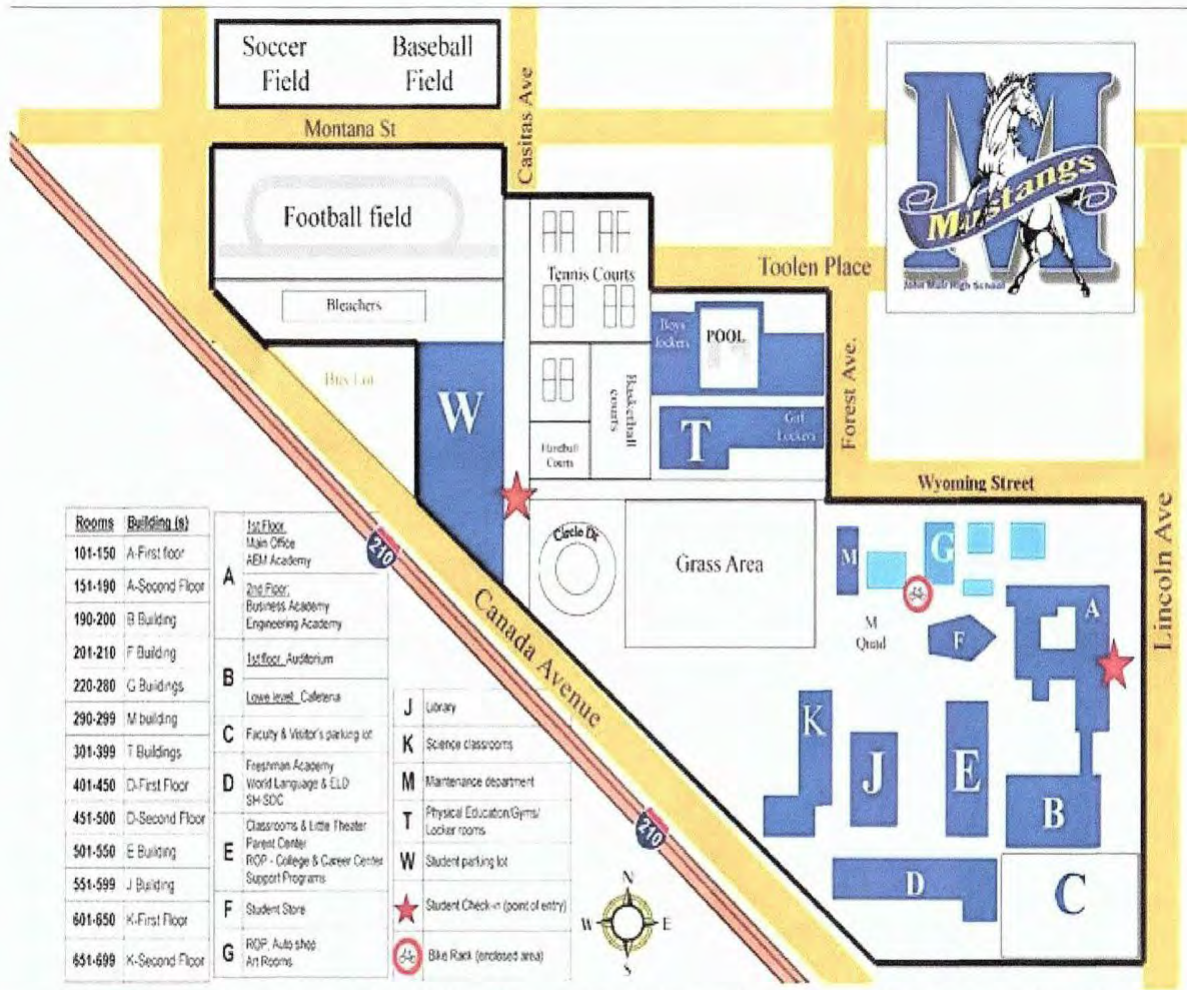 Soccer Field
Baseball Field
Montana St
Casitas Ave
Mustangs
John Muir High School
Football field
Bleachers
Tennis Courts
Toolen Place
Boys lockers
POOL
Forest Ave.
Lincoln Ave
Bus Lot
W
Basketball courts
Handball Courts
T
Girl Lockers
Wyoming Street
210
Circle Dr.
Grass Area
M
G
M Quad
F
A
Canada Avenue
K
J
E
B
D
C
210
N
W E
S
Rooms Building (s)
101-150 A-First floor
151-190 A-Second Floor
190-200 B Building
201-210 F Building
220-280 G Buildings
290-299 M building
301-399 T Buildings
401-450 D-First Floor
451-500 D-Second Floor
501-550 E Building
551-599 J Building
601-650 K-First Floor
651-699 K-Second Floor
A
1st Floor:
Main Office
AEM Academy
2nd Floor:
Business Academy
Engineering Academy
B
1st floor: Auditorium
Lowe level: Cafeteria
C Faculty & Visitor's parking lot
D
Freshman Academy
World Language & ELD
SH-SDC
E
Classrooms & Little Theater
Parent Center
ROP - College & Career Center
Support Programs
F Student Store
G
ROP, Auto shop
Art Rooms
J Library
K Science classrooms
M Maintenance department
T Physical Education/Gyms/
Locker rooms
W Student parking lot
Student Check-in (point of entry)
Bike Rack (enclosed area)